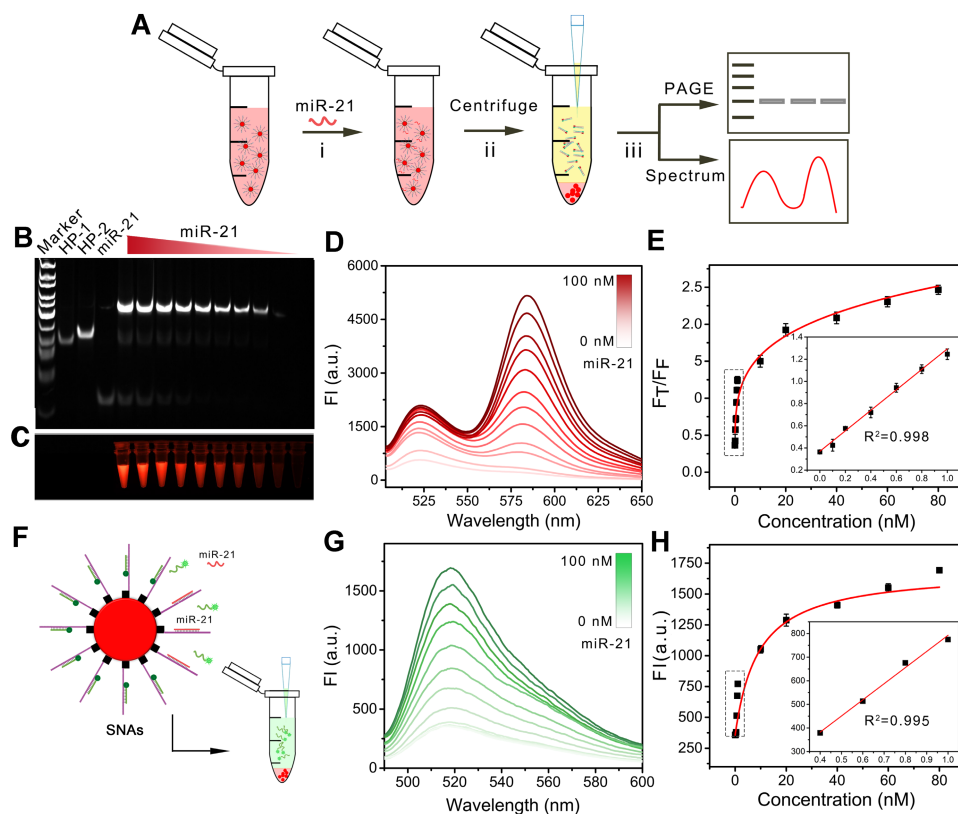 A
miR-21
i
Centrifuge
ii
iii
PAGE
Spectrum
B
Marker
HP-1
HP-2
miR-21
miR-21
C
D
6000
5000
4500
3000
1500
0
525
550
575
600
625
650
FI (a.u.)
Wavelength (nm)
100 nM
0 nM
miR-21
E
2.5
2.0
5
0
0.5
0.0
0
20
40
60
80
FT/FF
Concentration (nM)
1.4
1.2
1.0
0.8
0.6
0.4
0.2
0.0
0.2
0.4
0.6
0.8
1.0
R²=0.998
F
miR-21
miR-21
SNAs
G
1500
1000
500
0
500
520
540
560
580
600
FI (a.u.)
Wavelength (nm)
100 nM
0 nM
miR-21
H
1750
1500
1250
1000
750
500
250
0
20
40
60
80
FI (a.u.)
Concentration (nM)
800
700
600
500
400
300
0.4
0.5
0.6
0.7
0.8
0.9
1.0
R²=0.995